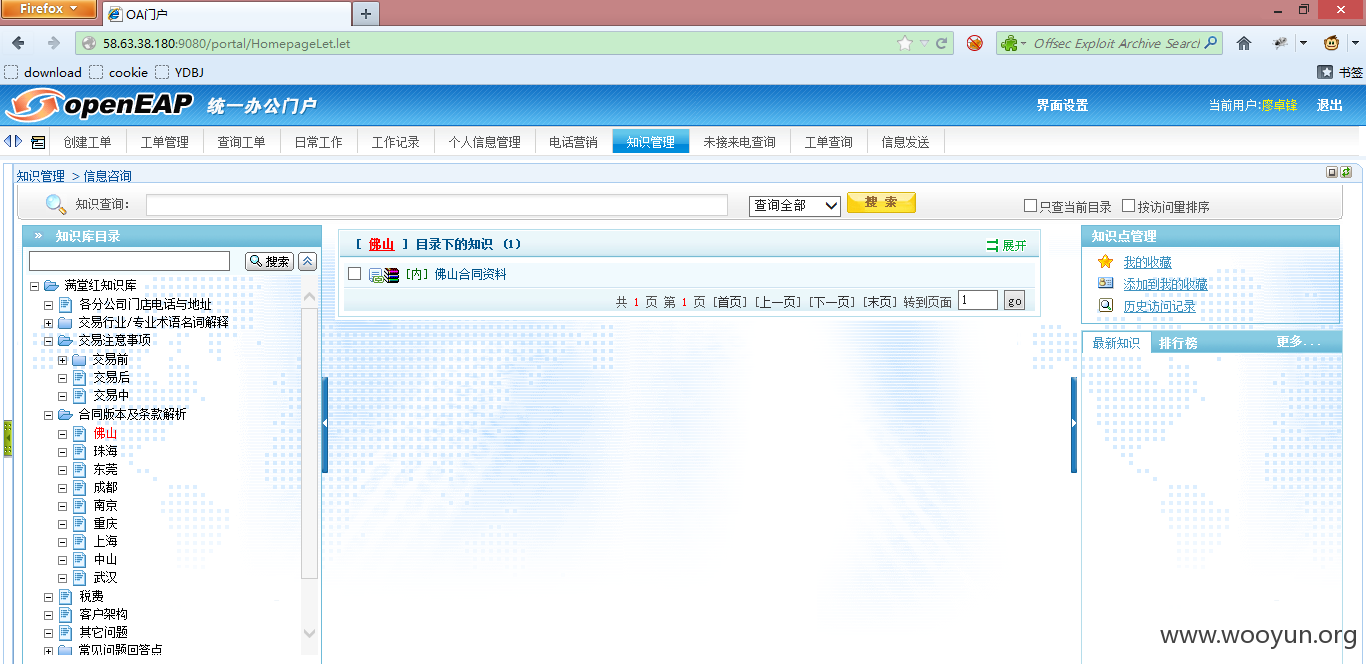 Firefox
OA门户
58.63.38.180:9080/portal/HomepageLet.let
Offsec Exploit Archive Search
download cookie YDBJ
书签
openEAP 统一办公门户
界面设置 当前用户:廖卓锋 退出
创建工单 工单管理 查询工单 日常工作 工作记录 个人信息管理 电话营销 知识管理 未接来电查询 工单查询 信息发送
知识管理 > 信息咨询
知识查询: 查询全部 搜 索 只查当前目录 按访问量排序
» 知识库目录
搜索
满堂红知识库
各分公司门店电话与地址
交易行业/专业术语名词解释
交易注意事项
交易前
交易后
交易中
合同版本及条款解析
佛山
珠海
东莞
成都
南京
重庆
上海
中山
武汉
税费
客户架构
其它问题
常见问题回答点
[ 佛山 ] 目录下的知识 (1) 展开
[内] 佛山合同资料
共 1 页 第 1 页 [首页] [上一页] [下一页] [末页] 转到页面 1 go
知识点管理
我的收藏
添加到我的收藏
历史访问记录
最新知识 排行榜 更多...
www.wooyun.org